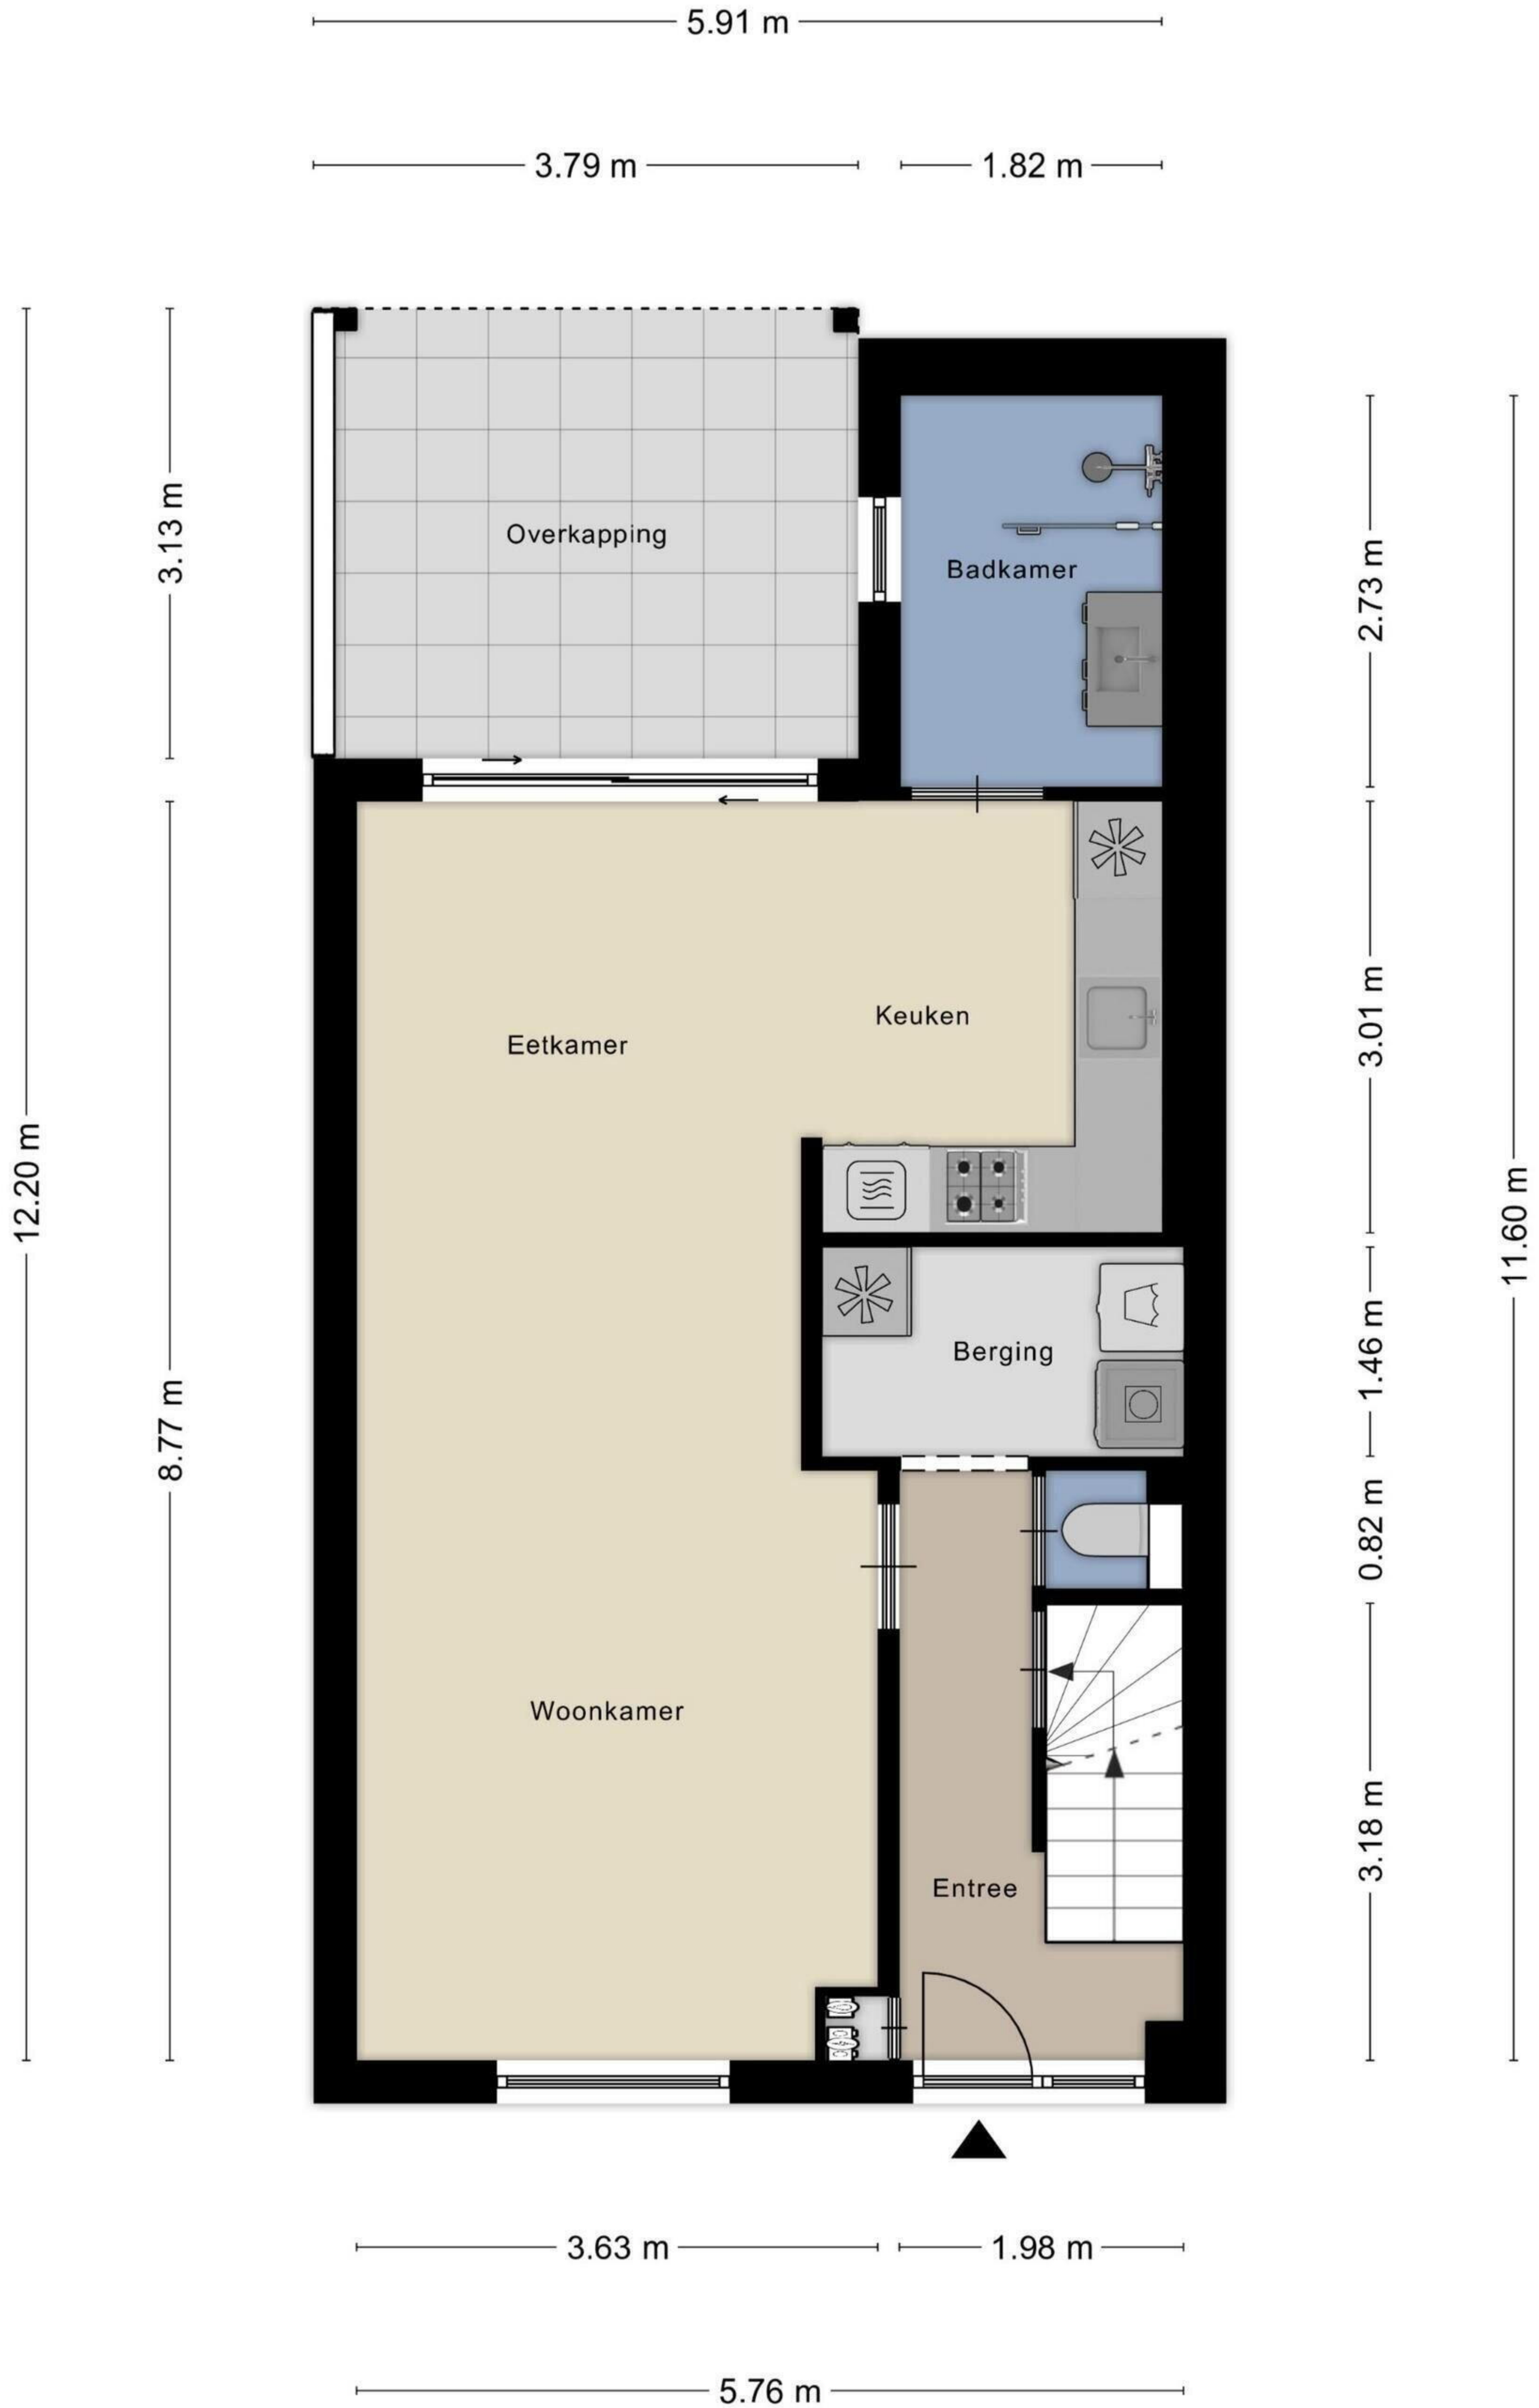 5.91 m
3.79 m
1.82 m
3.13 m
Overkapping
Badkamer
2.73 m
Keuken
Eetkamer
3.01 m
12.20 m
11.60 m
Berging
1.46 m
8.77 m
0.82 m
Woonkamer
3.18 m
Entree
3.63 m
1.98 m
5.76 m